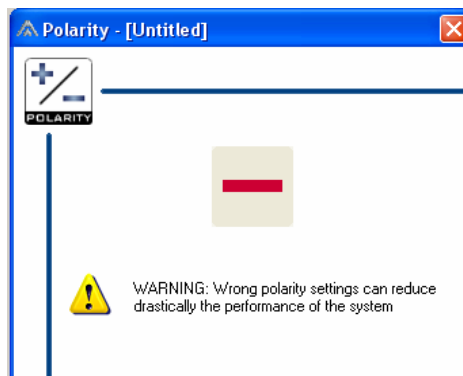 Polarity - [Untitled]
POLARITY
WARNING: Wrong polarity settings can reduce
drastically the performance of the system